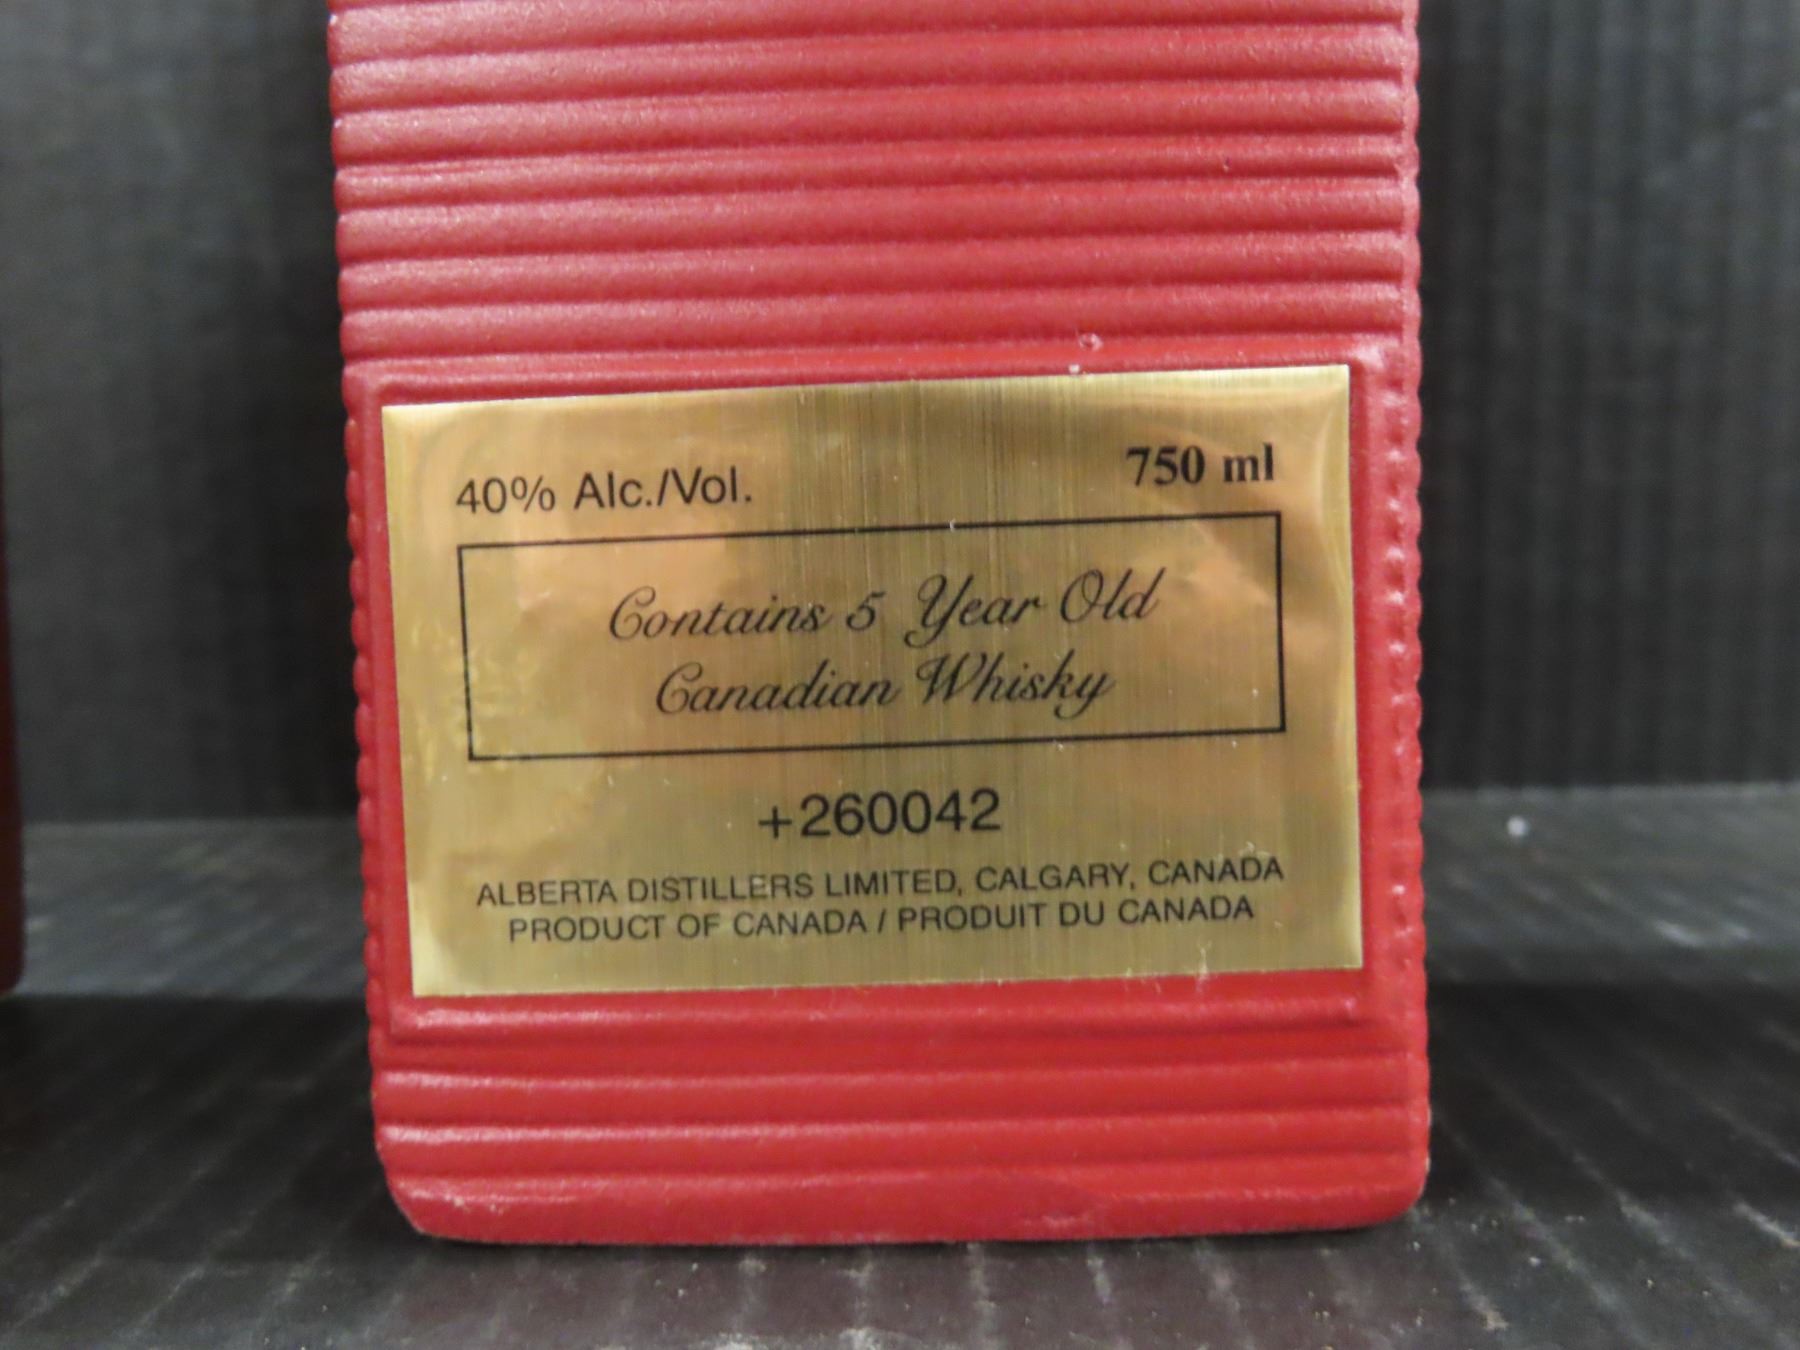 40% Alc./Vol. 750 ml
Contains 5 Year Old
Canadian Whisky
+260042
ALBERTA DISTILLERS LIMITED, CALGARY, CANADA
PRODUCT OF CANADA / PRODUIT DU CANADA